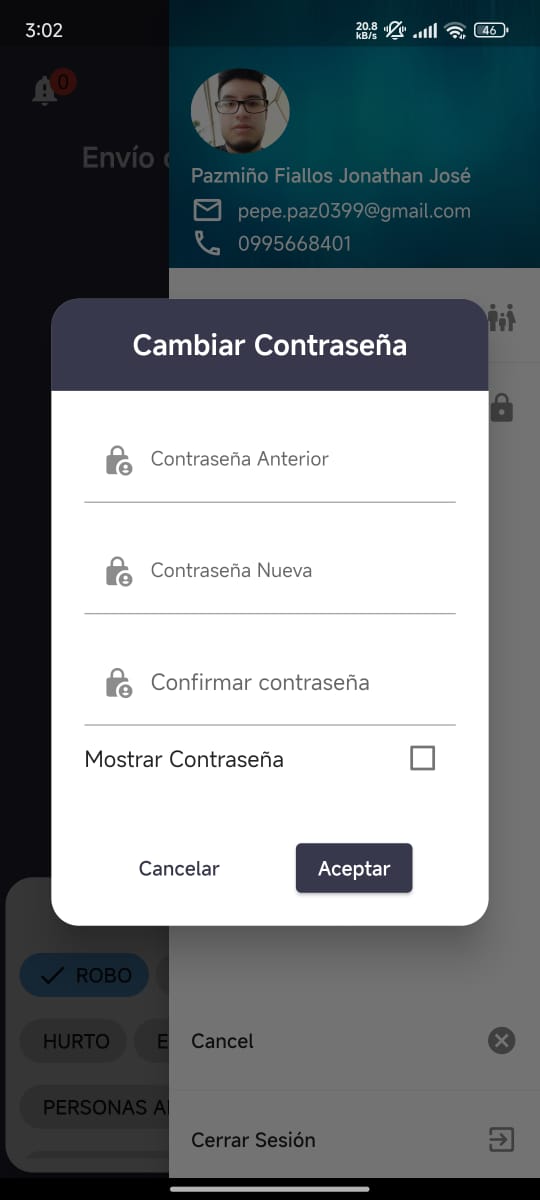 3:02
20.8
KB/s
46
0
Envío
Pazmiño Fiallos Jonathan José
pepe.paz0399@gmail.com
0995668401
Cambiar Contraseña
Contraseña Anterior
Contraseña Nueva
Confirmar contraseña
Mostrar Contraseña
Cancelar
Aceptar
ROBO
HURTO
E
PERSONAS A
Cancel
Cerrar Sesión